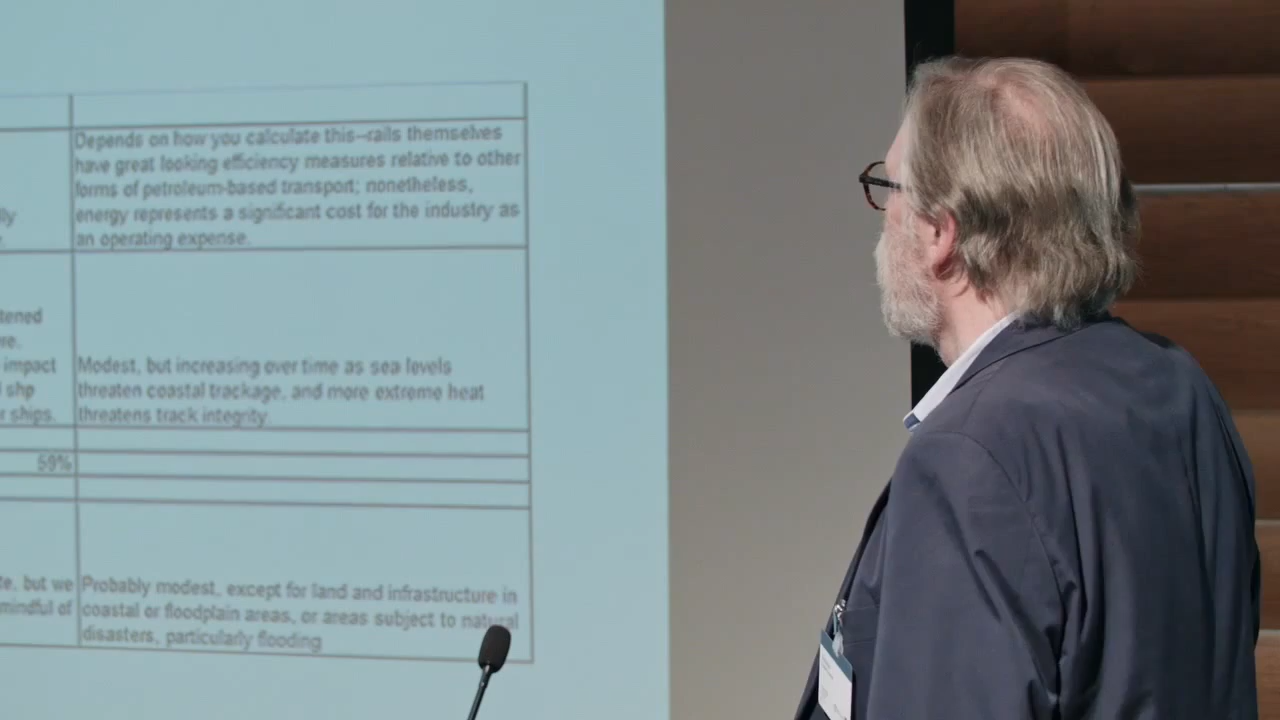 Depends on how you calculate this--rails themselves
have great looking efficiency measures relative to other
forms of petroleum-based transport; nonetheless,
lly energy represents a significant cost for the industry as
e. an operating expense.
tened
re.
impact Modest, but increasing over time as sea levels
shp threaten coastal trackage, and more extreme heat
r ships. threatens track integrity.
59%
te, but we Probably modest, except for land and infrastructure in
mindful of coastal or floodplain areas, or areas subject to natural
disasters, particularly flooding